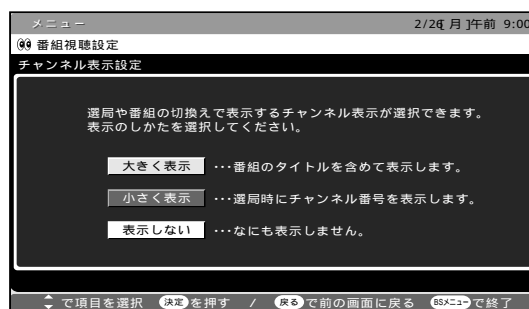 メニュー 2/26[月]午前 9:00
番組視聴設定
チャンネル表示設定
選局や番組の切換えで表示するチャンネル表示が選択できます。
表示のしかたを選択してください。
大きく表示 ･･･番組のタイトルを含めて表示します。
小さく表示 ･･･選局時にチャンネル番号を表示します。
表示しない ･･･なにも表示しません。
で項目を選択 決定を押す / 戻るで前の画面に戻る BSメニューで終了